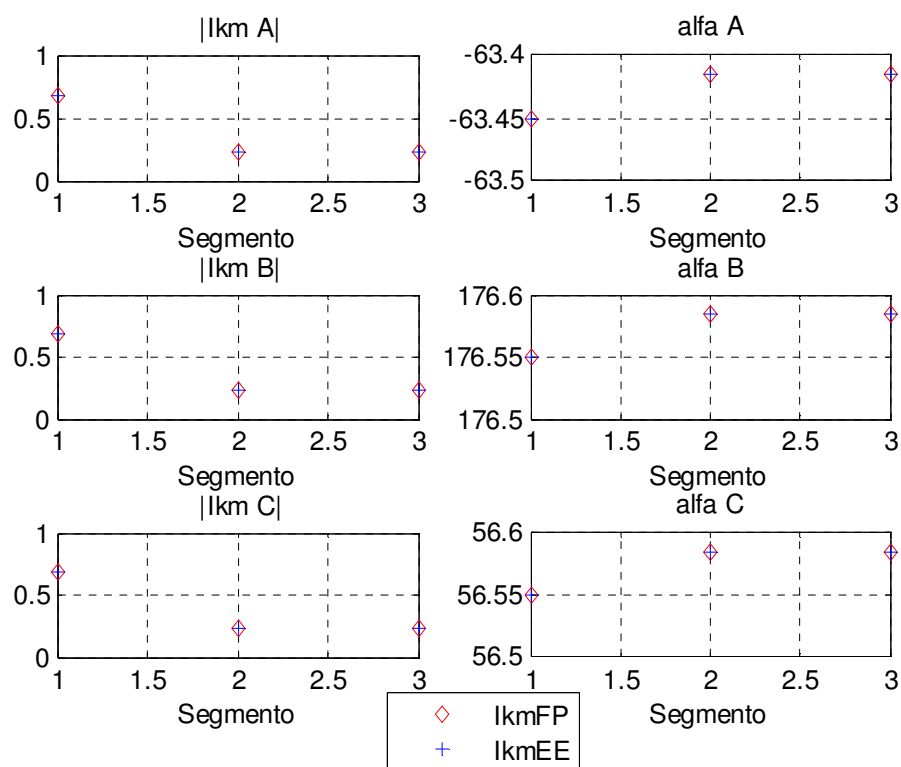 |Ikm A|
1
0.5
0
1 1.5 2 2.5 3
Segmento
alfa A
-63.4
-63.45
-63.5
1 1.5 2 2.5 3
Segmento
|Ikm B|
1
0.5
0
1 1.5 2 2.5 3
Segmento
alfa B
176.6
176.55
176.5
1 1.5 2 2.5 3
Segmento
|Ikm C|
1
0.5
0
1 1.5 2 2.5 3
Segmento
alfa C
56.6
56.55
56.5
1 1.5 2 2.5 3
Segmento
IkmFP
IkmEE